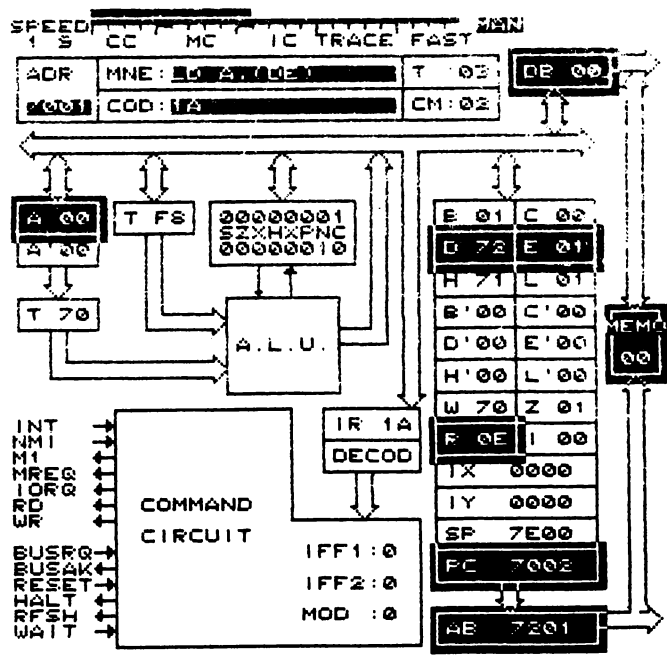 SPEED MAN
1 S CC MC IC TRACE FAST
ADR MNE: LD A,(DE) T :03
COD:1A CM:02
DB 00
A 00
A'00
T F8
00000001
SZXHXPNC
00000010
T 70
A.L.U.
B 01 C 00
D 72 E 01
H 71 L 01
B'00 C'00
D'00 E'00
H'00 L'00
W 70 Z 01
R 0E I 00
IX 0000
IY 0000
SP 7E00
PC 7002
AB 7201
MEMO
00
IR 1A
DECOD
INT
NMI
M1
MREQ
IORQ
RD
WR
BUSRQ
BUSAK
RESET
HALT
RFSH
WAIT
COMMAND
CIRCUIT
IFF1:0
IFF2:0
MOD :0